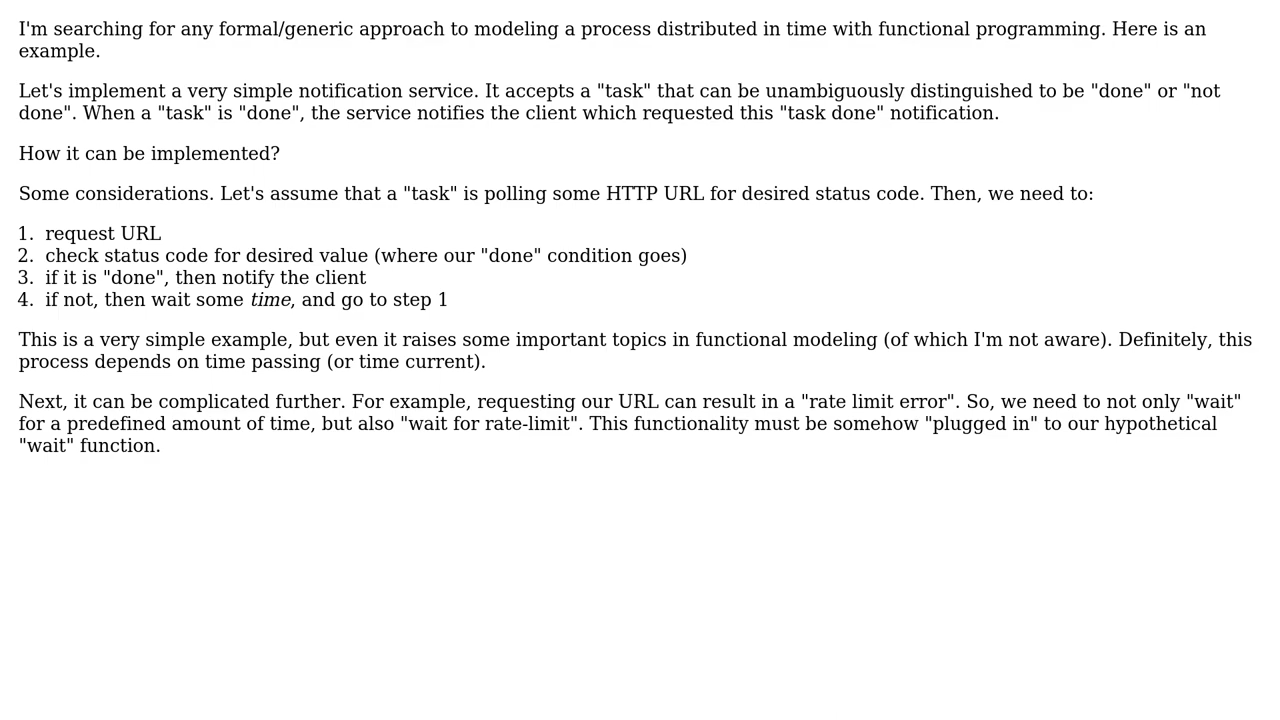 I'm searching for any formal/generic approach to modeling a process distributed in time with functional programming. Here is an
example.
Let's implement a very simple notification service. It accepts a "task" that can be unambiguously distinguished to be "done" or "not
done". When a "task" is "done", the service notifies the client which requested this "task done" notification.
How it can be implemented?
Some considerations. Let's assume that a "task" is polling some HTTP URL for desired status code. Then, we need to:
1. request URL
2. check status code for desired value (where our "done" condition goes)
3. if it is "done", then notify the client
4. if not, then wait some time, and go to step 1
This is a very simple example, but even it raises some important topics in functional modeling (of which I'm not aware). Definitely, this
process depends on time passing (or time current).
Next, it can be complicated further. For example, requesting our URL can result in a "rate limit error". So, we need to not only "wait"
for a predefined amount of time, but also "wait for rate-limit". This functionality must be somehow "plugged in" to our hypothetical
"wait" function.